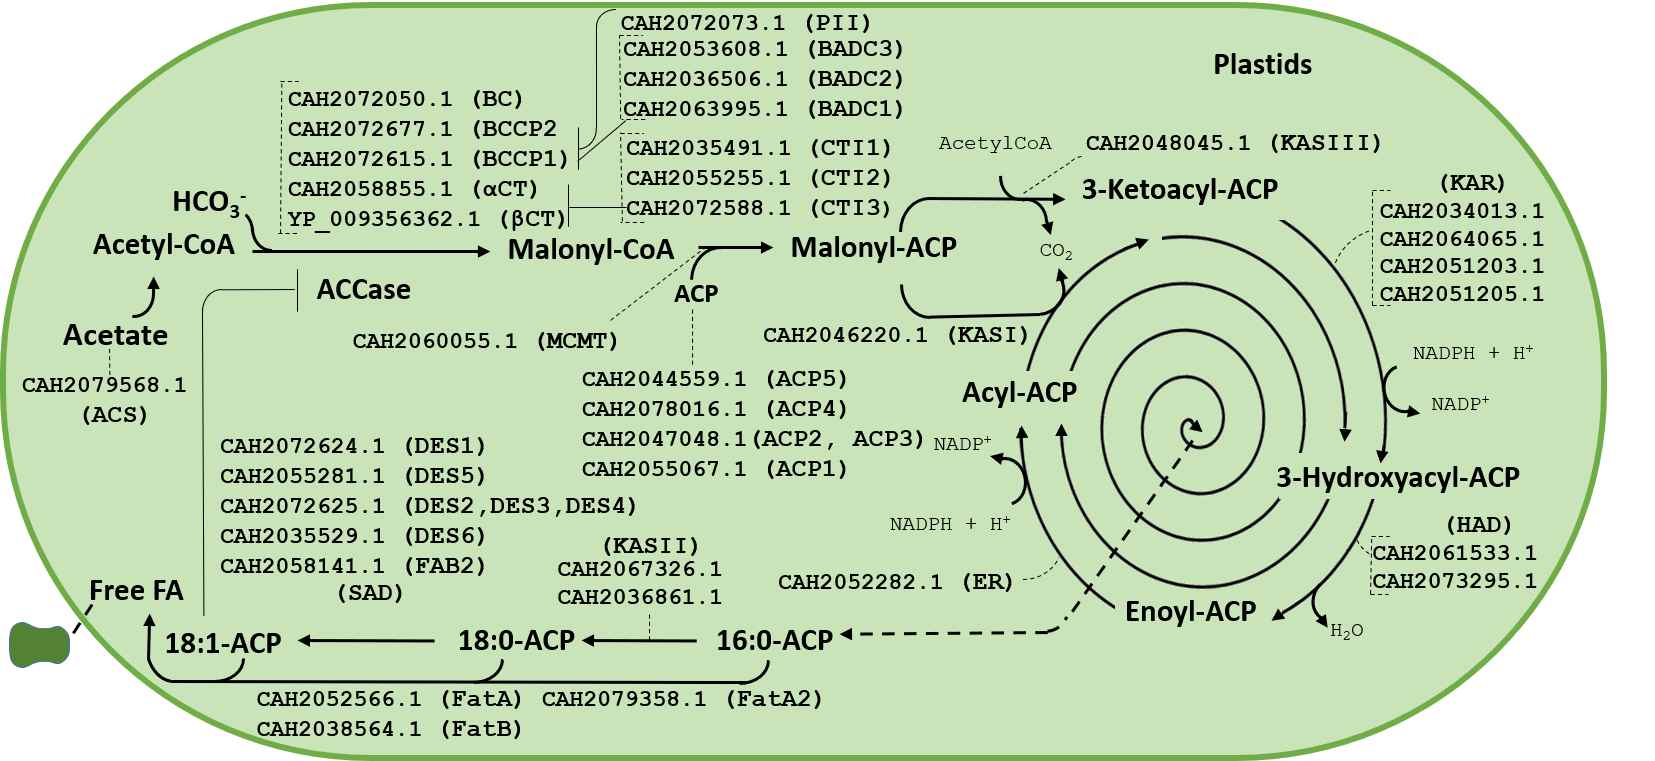 CAH2072073.1 (PII)
CAH2053608.1 (BADC3)
CAH2036506.1 (BADC2)
CAH2063995.1 (BADC1)
Plastids
CAH2072050.1 (BC)
CAH2072677.1 (BCCP2
CAH2072615.1 (BCCP1)
CAH2058855.1 (αCT)
YP_009356362.1 (βCT)
CAH2035491.1 (CTI1)
CAH2055255.1 (CTI2)
CAH2072588.1 (CTI3)
AcetylCoA
CAH2048045.1 (KASIII)
HCO3-
3-Ketoacyl-ACP
(KAR)
CAH2034013.1
CAH2064065.1
CAH2051203.1
CAH2051205.1
Acetyl-CoA
Malonyl-CoA
Malonyl-ACP
CO2
ACCase
ACP
Acetate
CAH2060055.1 (MCMT)
CAH2046220.1 (KASI)
NADPH + H+
NADP+
CAH2079568.1
(ACS)
CAH2044559.1 (ACP5)
CAH2078016.1 (ACP4)
CAH2047048.1(ACP2, ACP3)
CAH2055067.1 (ACP1)
Acyl-ACP
NADP+
NADPH + H+
3-Hydroxyacyl-ACP
CAH2072624.1 (DES1)
CAH2055281.1 (DES5)
CAH2072625.1 (DES2,DES3,DES4)
CAH2035529.1 (DES6)
CAH2058141.1 (FAB2)
(SAD)
(KASII)
CAH2067326.1
CAH2036861.1
CAH2052282.1 (ER)
(HAD)
CAH2061533.1
CAH2073295.1
Enoyl-ACP
H2O
Free FA
18:1-ACP
18:0-ACP
16:0-ACP
CAH2052566.1 (FatA) CAH2079358.1 (FatA2)
CAH2038564.1 (FatB)